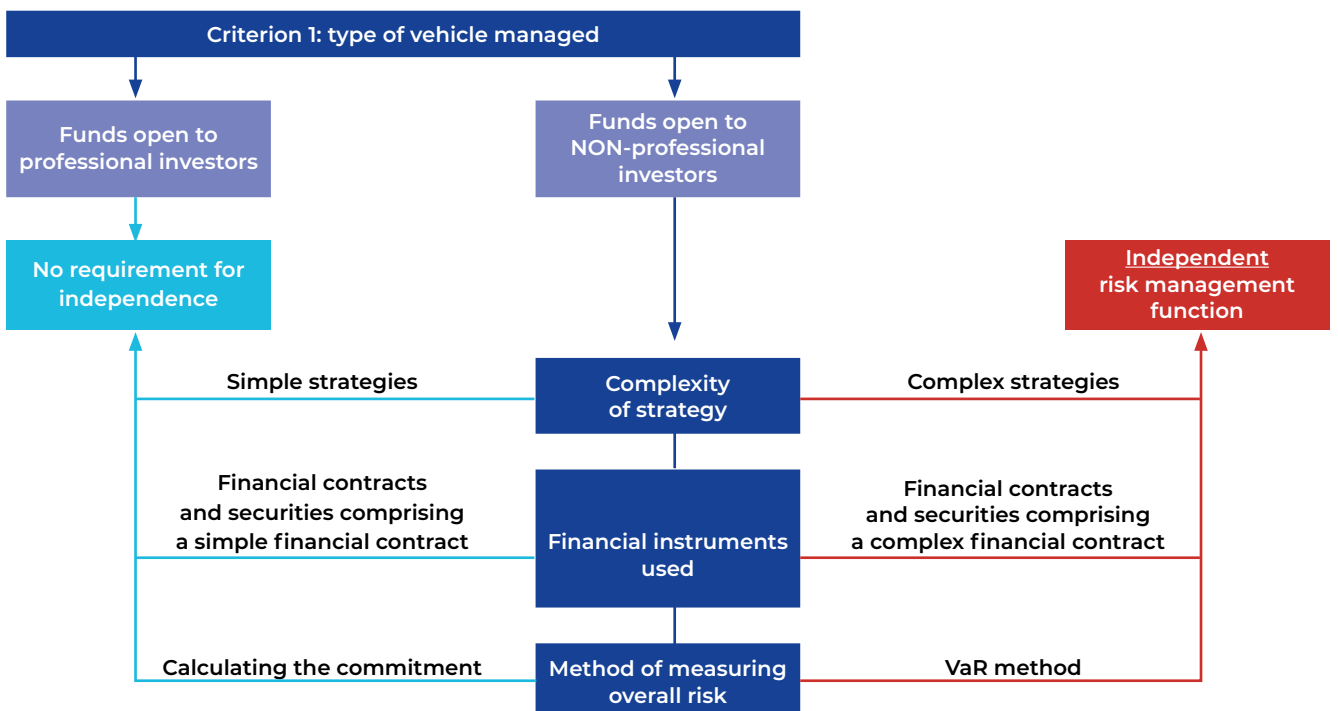 Criterion 1: type of vehicle managed
Funds open to
professional investors
Funds open to
NON-professional
investors
No requirement for
independence
Independent
risk management
function
Simple strategies
Complexity
of strategy
Complex strategies
Financial contracts
and securities comprising
a simple financial contract
Financial instruments
used
Financial contracts
and securities comprising
a complex financial contract
Calculating the commitment
Method of measuring
overall risk
VaR method